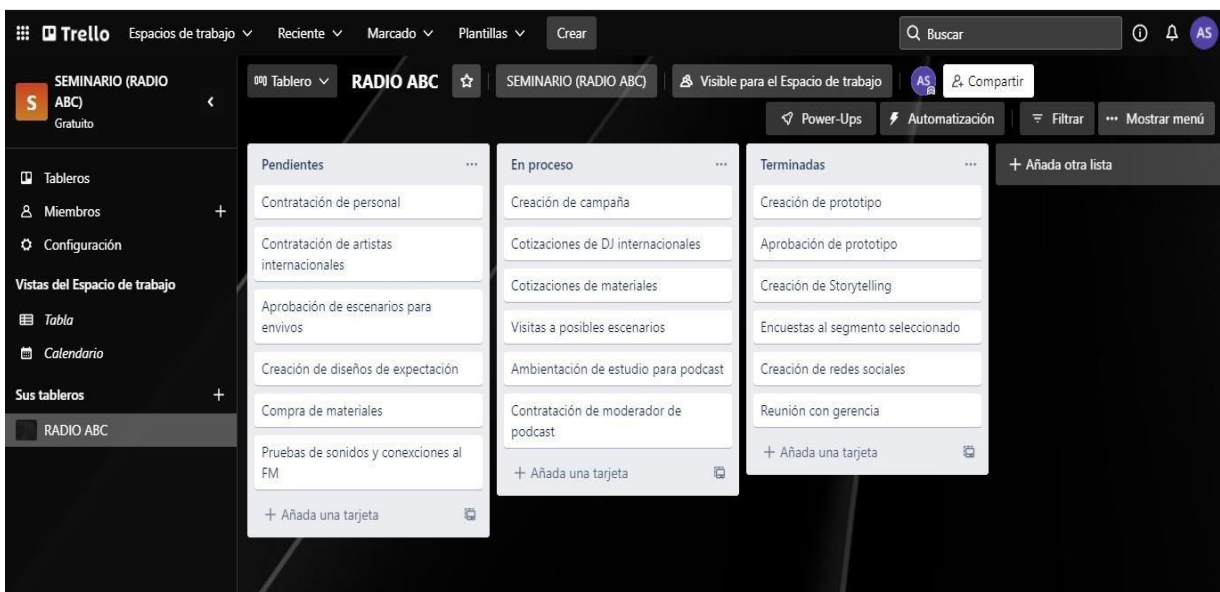 Trello Espacios de trabajo Reciente Marcado Plantillas Crear Buscar AS
SEMINARIO (RADIO
ABC)
S
Gratuito
Tablero RADIO ABC SEMINARIO (RADIO ABC) Visible para el Espacio de trabajo AS Compartir
Power-Ups Automatización Filtrar ... Mostrar menú
Tableros
Miembros +
Configuración
Vistas del Espacio de trabajo
Tabla
Calendario
Sus tableros +
RADIO ABC
Pendientes ...
Contratación de personal
Contratación de artistas
internacionales
Aprobación de escenarios para
envivos
Creación de diseños de expectación
Compra de materiales
Pruebas de sonidos y conexciones al
FM
+ Añada una tarjeta
En proceso ...
Creación de campaña
Cotizaciones de DJ internacionales
Cotizaciones de materiales
Visitas a posibles escenarios
Ambientación de estudio para podcast
Contratación de moderador de
podcast
+ Añada una tarjeta
Terminadas ...
Creación de prototipo
Aprobación de prototipo
Creación de Storytelling
Encuestas al segmento seleccionado
Creación de redes sociales
Reunión con gerencia
+ Añada una tarjeta
+ Añada otra lista